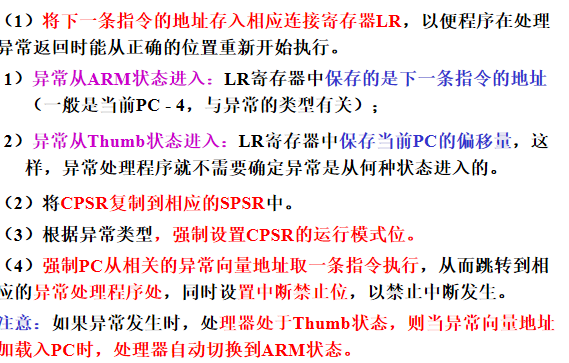 （1）将下一条指令的地址存入相应连接寄存器LR，以便程序在处理
异常返回时能从正确的位置重新开始执行。
1）异常从ARM状态进入：LR寄存器中保存的是下一条指令的地址
（一般是当前PC - 4，与异常的类型有关）；
2）异常从Thumb状态进入：LR寄存器中保存当前PC的偏移量，这
样，异常处理程序就不需要确定异常是从何种状态进入的。
（2）将CPSR复制到相应的SPSR中。
（3）根据异常类型，强制设置CPSR的运行模式位。
（4）强制PC从相关的异常向量地址取一条指令执行，从而跳转到相
应的异常处理程序处，同时设置中断禁止位，以禁止中断发生。
注意：如果异常发生时，处理器处于Thumb状态，则当异常向量地址
加载入PC时，处理器自动切换到ARM状态。